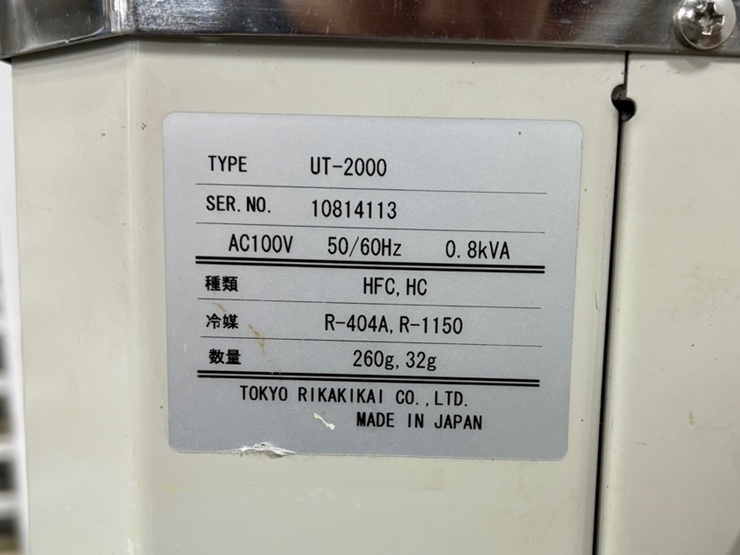 TYPE UT-2000
SER. NO. 10814113
AC100V 50/60Hz 0.8kVA
種類 HFC, HC
冷媒 R-404A, R-1150
数量 260g, 32g
TOKYO RIKAKIKAI CO., LTD.
MADE IN JAPAN